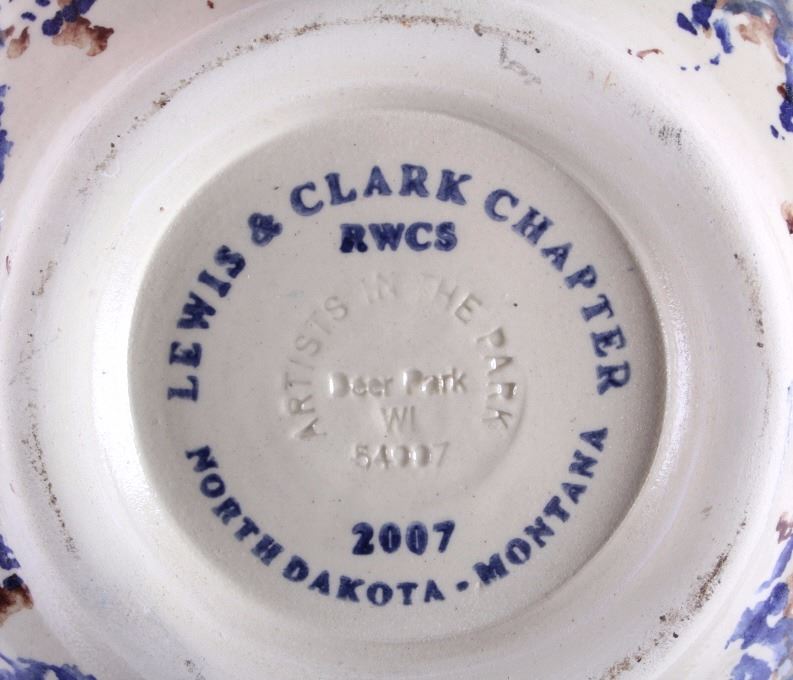 LEWIS & CLARK CHAPTER
RWCS
ARTISTS IN THE PARK
Deer Park
WI
54007
2007
NORTH DAKOTA - MONTANA